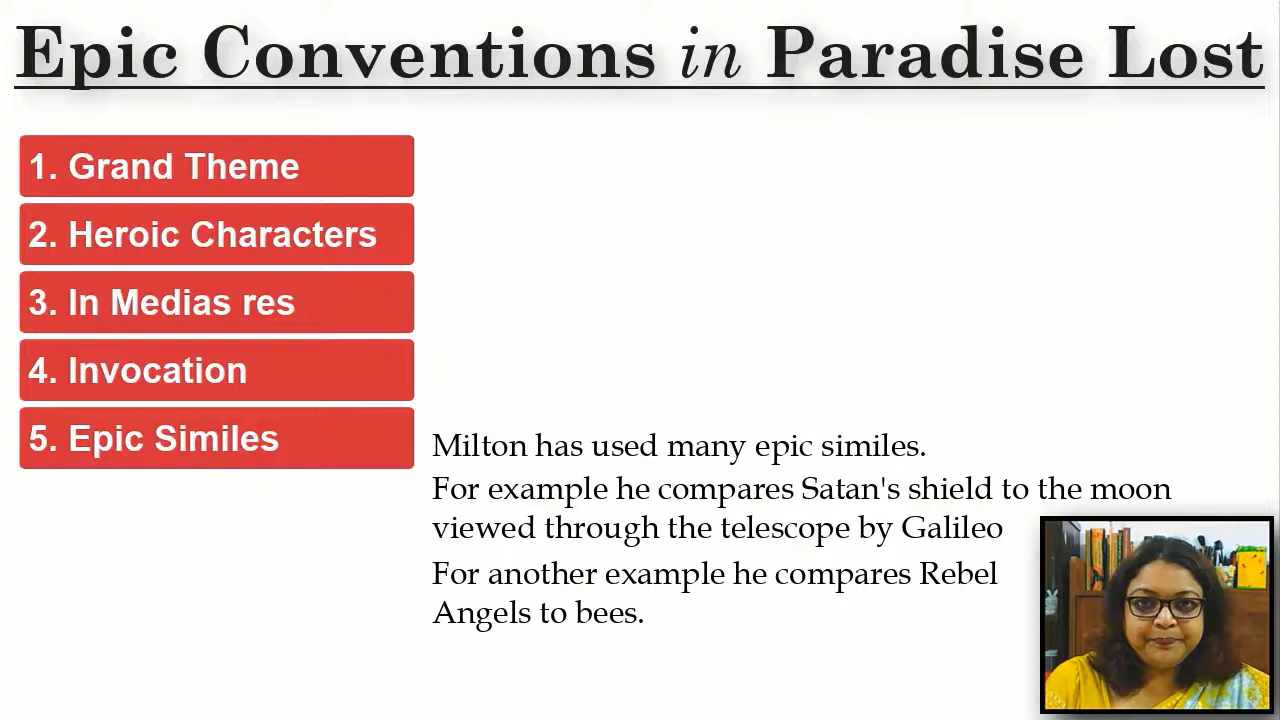 Epic Conventions in Paradise Lost
1. Grand Theme
2. Heroic Characters
3. In Medias res
4. Invocation
5. Epic Similes
Milton has used many epic similes.
For example he compares Satan's shield to the moon
viewed through the telescope by Galileo
For another example he compares Rebel
Angels to bees.